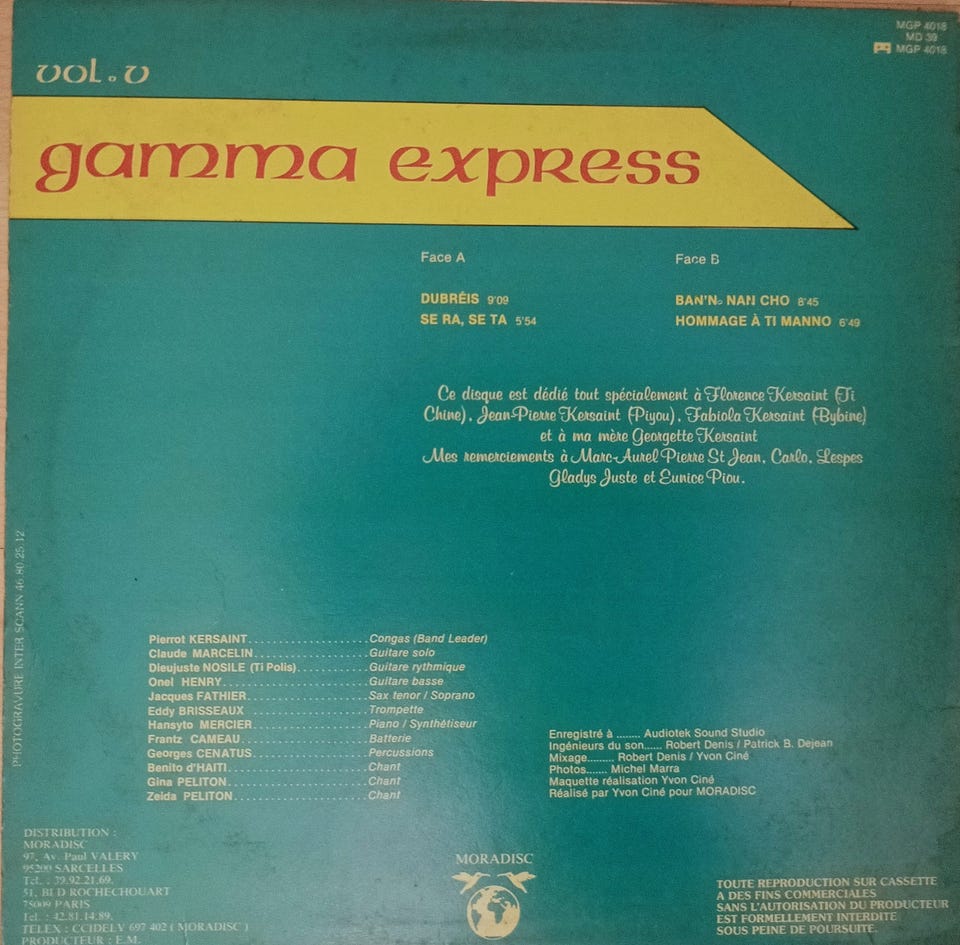 MGP 4018
MD 39
MGP 4018
vol. v
gamma express
Face A
DUBRÉIS 9'09
SE RA, SE TA 5'54
Face B
BAN'N NAN CHO 8'45
HOMMAGE À TI MANNO 6'49
Ce disque est dédié tout spécialement à Florence Kersaint (Ti
Chine), Jean-Pierre Kersaint (Piyou), Fabiola Kersaint (Bybine)
et à ma mère Georgette Kersaint
Mes remerciements à Marc-Aurel Pierre St Jean, Carlo, Lespes
Gladys Juste et Eunice Piou.
PHOTOGRAVURE INTER SCANN 46.80.25.12
Pierrot KERSAINT....................Congas (Band Leader)
Claude MARCELIN....................Guitare solo
Dieujuste NOSILE (Ti Polis)............Guitare rythmique
Onel HENRY.........................Guitare basse
Jacques FATHIER....................Sax tenor / Soprano
Eddy BRISSEAUX....................Trompette
Hansyto MERCIER...................Piano / Synthétiseur
Frantz CAMEAU.....................Batterie
Georges CENATUS...................Percussions
Benito d'HAITI.......................Chant
Gina PELITON.......................Chant
Zeida PELITON......................Chant
Enregistré à ........ Audiotek Sound Studio
Ingénieurs du son...... Robert Denis / Patrick B. Dejean
Mixage......... Robert Denis / Yvon Ciné
Photos....... Michel Marra
Maquette réalisation Yvon Ciné
Réalisé par Yvon Ciné pour MORADISC
DISTRIBUTION :
MORADISC
97, Av. Paul VALERY
95200 SARCELLES
Tél. : 39.92.21.69.
51, BLD ROCHECHOUART
75009 PARIS
Tel. : 42.81.14.89.
TELEX : CCIDELV 697 402 ( MORADISC )
PRODUCTEUR : E.M.
MORADISC
TOUTE REPRODUCTION SUR CASSETTE
A DES FINS COMMERCIALES
SANS L'AUTORISATION DU PRODUCTEUR
EST FORMELLEMENT INTERDITE
SOUS PEINE DE POURSUITE.